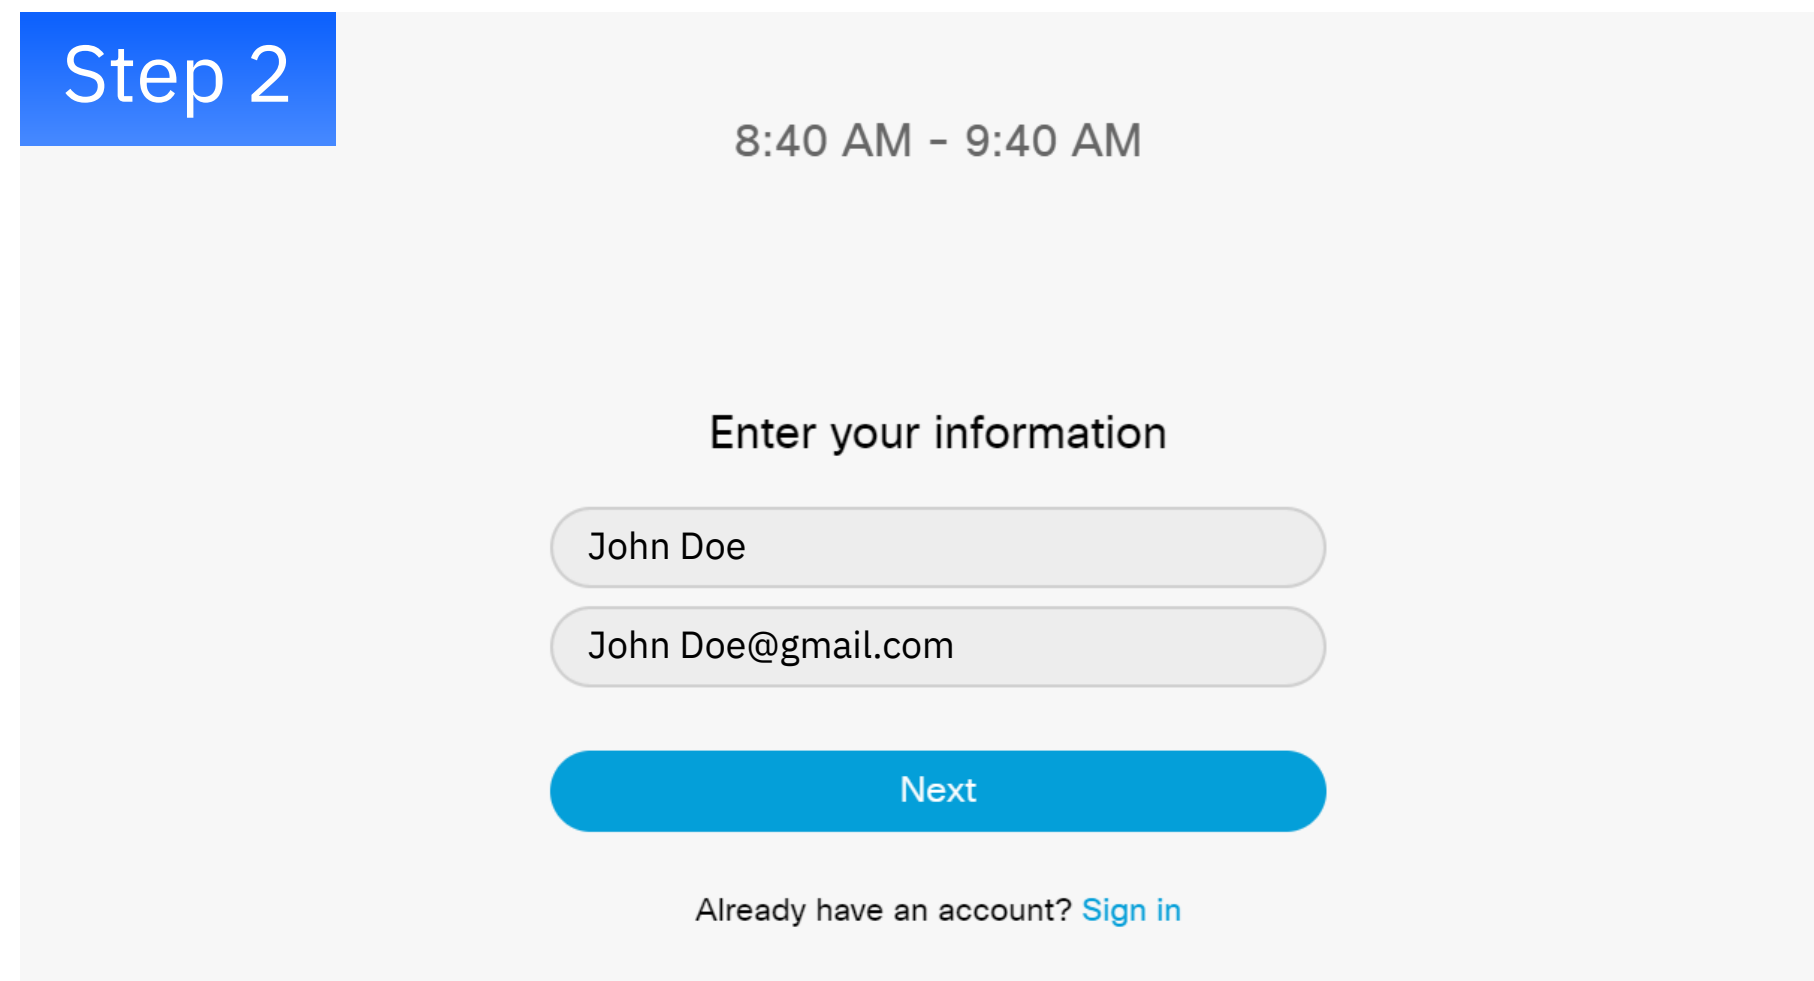 Step 2
8:40 AM - 9:40 AM
Enter your information
John Doe
John Doe@gmail.com
Next
Already have an account? Sign in